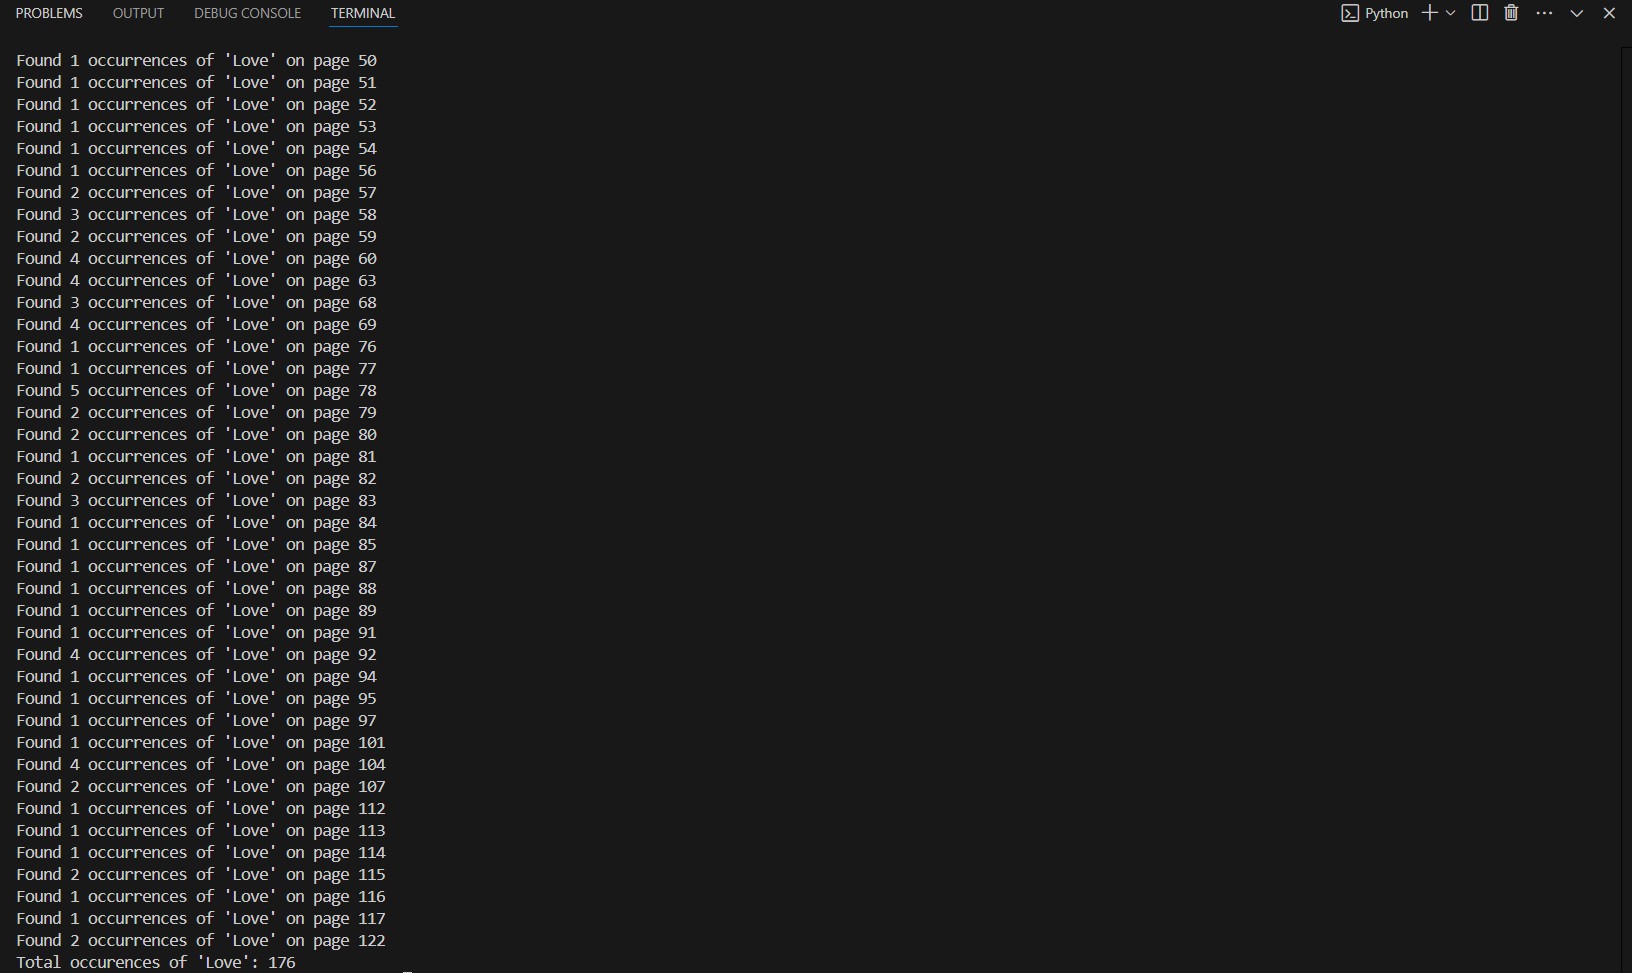 PROBLEMS OUTPUT DEBUG CONSOLE TERMINAL Python
Found 1 occurrences of 'Love' on page 50
Found 1 occurrences of 'Love' on page 51
Found 1 occurrences of 'Love' on page 52
Found 1 occurrences of 'Love' on page 53
Found 1 occurrences of 'Love' on page 54
Found 1 occurrences of 'Love' on page 56
Found 2 occurrences of 'Love' on page 57
Found 3 occurrences of 'Love' on page 58
Found 2 occurrences of 'Love' on page 59
Found 4 occurrences of 'Love' on page 60
Found 4 occurrences of 'Love' on page 63
Found 3 occurrences of 'Love' on page 68
Found 4 occurrences of 'Love' on page 69
Found 1 occurrences of 'Love' on page 76
Found 1 occurrences of 'Love' on page 77
Found 5 occurrences of 'Love' on page 78
Found 2 occurrences of 'Love' on page 79
Found 2 occurrences of 'Love' on page 80
Found 1 occurrences of 'Love' on page 81
Found 2 occurrences of 'Love' on page 82
Found 3 occurrences of 'Love' on page 83
Found 1 occurrences of 'Love' on page 84
Found 1 occurrences of 'Love' on page 85
Found 1 occurrences of 'Love' on page 87
Found 1 occurrences of 'Love' on page 88
Found 1 occurrences of 'Love' on page 89
Found 1 occurrences of 'Love' on page 91
Found 4 occurrences of 'Love' on page 92
Found 1 occurrences of 'Love' on page 94
Found 1 occurrences of 'Love' on page 95
Found 1 occurrences of 'Love' on page 97
Found 1 occurrences of 'Love' on page 101
Found 4 occurrences of 'Love' on page 104
Found 2 occurrences of 'Love' on page 107
Found 1 occurrences of 'Love' on page 112
Found 1 occurrences of 'Love' on page 113
Found 1 occurrences of 'Love' on page 114
Found 2 occurrences of 'Love' on page 115
Found 1 occurrences of 'Love' on page 116
Found 1 occurrences of 'Love' on page 117
Found 2 occurrences of 'Love' on page 122
Total occurences of 'Love': 176